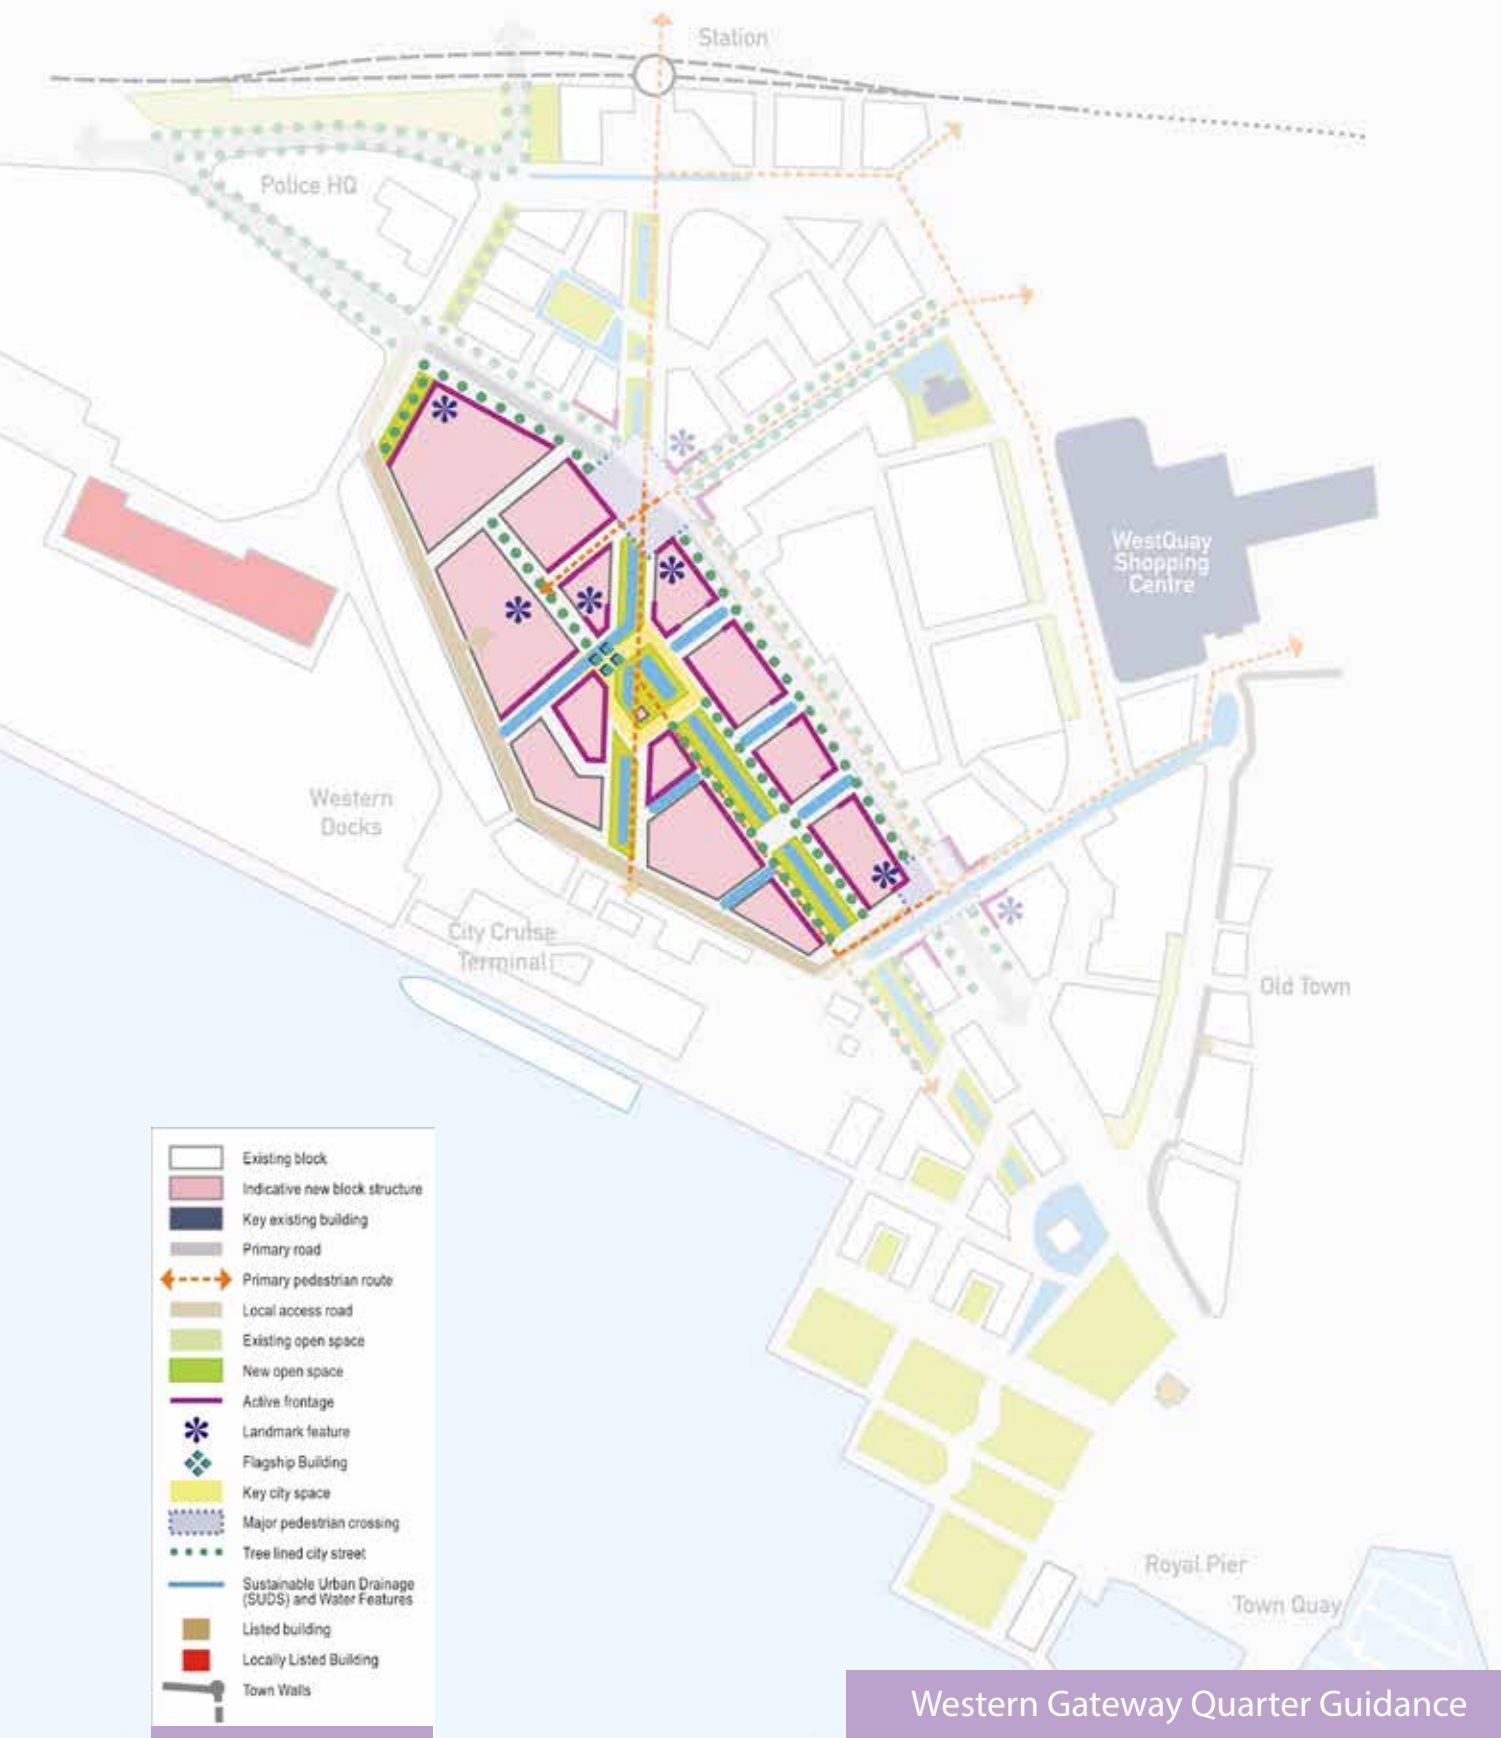 Station
Police HQ
WestQuay
Shopping
Centre
Western
Docks
City Cruise
Terminal
Old Town
Royal Pier
Town Quay
Existing block
Indicative new block structure
Key existing building
Primary road
Primary pedestrian route
Local access road
Existing open space
New open space
Active frontage
Landmark feature
Flagship Building
Key city space
Major pedestrian crossing
Tree lined city street
Sustainable Urban Drainage
(SUDS) and Water Features
Listed building
Locally Listed Building
Town Walls
Western Gateway Quarter Guidance